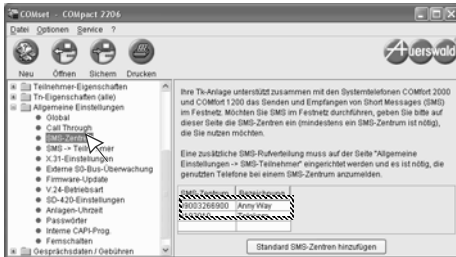 COMset - COMpact 2206
Datei Optionen Service ?
Neu Öffnen Sichern Drucken
Auerswald
Teilnehmer-Eigenschaften
Tn-Eigenschaften (alle)
Allgemeine Einstellungen
Global
Call Through
SMS-Zentren
SMS -> Teilnehmer
X.31-Einstellungen
Externe S0-Bus-Überwachung
Firmware-Update
V.24-Betriebsart
SD-420-Einstellungen
Anlagen-Uhrzeit
Passwörter
Interne CAPI-Prog.
Fernschalten
Gesprächsdaten / Gebühren
Ihre Tk-Anlage unterstützt zusammen mit den Systemtelefonen COMfort 2000
und COMfort 1200 das Senden und Empfangen von Short Messages (SMS)
im Festnetz. Möchten Sie SMS im Festnetz durchführen, geben Sie bitte auf
dieser Seite die SMS-Zentren ein (mindestens ein SMS-Zentrum ist nötig),
die Sie nutzen möchten.
Eine zusätzliche SMS-Rufverteilung muss auf der Seite "Allgemeine
Einstellungen -> SMS-Teilnehmer" eingerichtet werden und es ist nötig, die
genutzten Telefone bei einem SMS-Zentrum anzumelden.
SMS-Zentrum Bezeichnung
09003266900 Anny Way
Standard SMS-Zentren hinzufügen